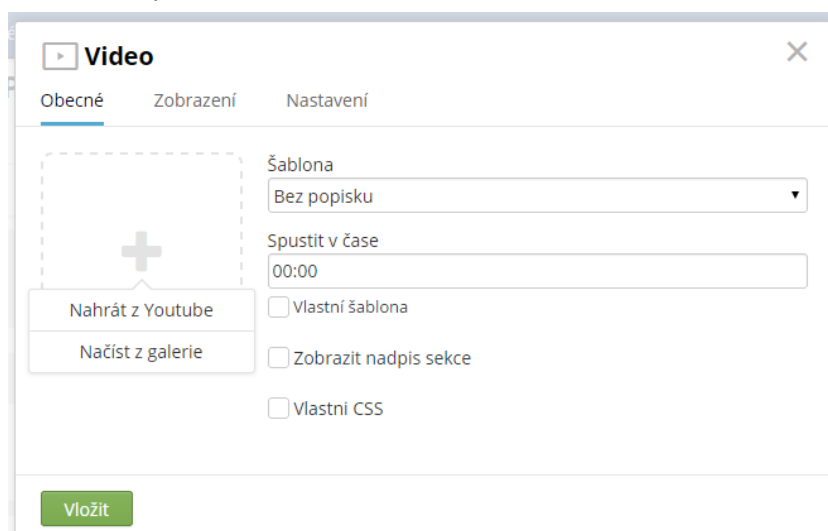 Video
Obecné Zobrazení Nastavení
Šablona
Bez popisku
Spustit v čase
00:00
Nahrát z Youtube
Vlastní šablona
Načíst z galerie
Zobrazit nadpis sekce
Vlastni CSS
Vložit